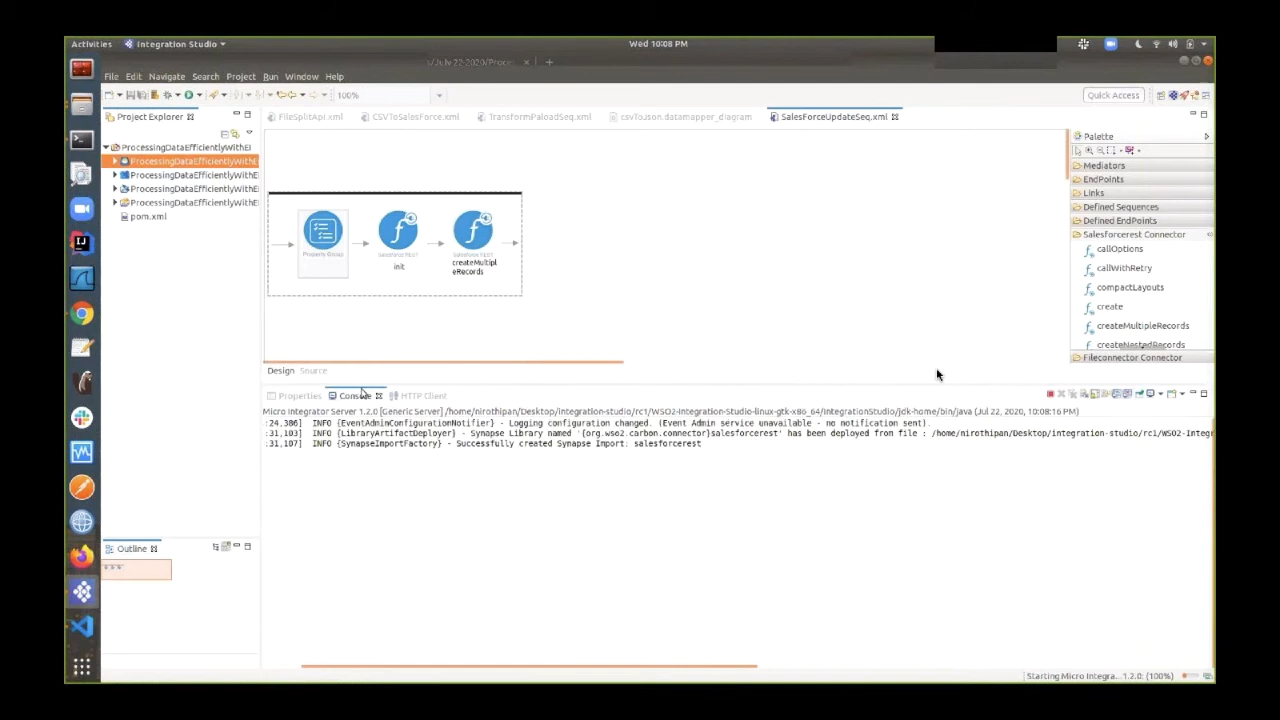 Activities Integration Studio Wed 10:08 PM
File Edit Navigate Search Project Run Window Help
100% Quick Access
Project Explorer FileSplitApi.xml CSVToSalesForce.xml TransformPaloadSeq.xml csvToJson.datamapper_diagram SalesForceUpdateSeq.xml
ProcessingDataEfficientlyWithEI
ProcessingDataEfficientlyWithE
ProcessingDataEfficientlyWithE
ProcessingDataEfficientlyWithE
ProcessingDataEfficientlyWithE
pom.xml
Property Group
Salesforce REST
init
Salesforce REST
createMultipl
eRecords
Palette
Mediators
EndPoints
Links
Defined Sequences
Defined EndPoints
Salesforcerest Connector
callOptions
callWithRetry
compactLayouts
create
createMultipleRecords
createNestedRecords
Fileconnector Connector
Design Source
Properties Console HTTP Client
Micro Integrator Server 1.2.0 [Generic Server] /home/nirothipan/Desktop/integration-studio/rc1/WSO2-Integration-Studio-linux-gtk-x86_64/IntegrationStudio/jdk-home/bin/java (Jul 22, 2020, 10:08:16 PM)
:24,386] INFO {EventAdminConfigurationNotifier} - Logging configuration changed. (Event Admin service unavailable - no notification sent).
:31,103] INFO {LibraryArtifactDeployer} - Synapse Library named '{org.wso2.carbon.connector}salesforcerest' has been deployed from file : /home/nirothipan/Desktop/integration-studio/rc1/WSO2-Integr
:31,107] INFO {SynapseImportFactory} - Successfully created Synapse Import: salesforcerest
Outline
Starting Micro Integra...1.2.0: (100%)